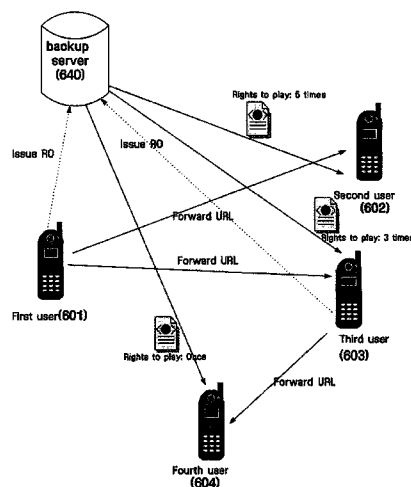 backup
server
(640)
Rights to play: 5 times
Issue RO
Issue RO
Second user
(602)
Forward URL
Rights to play: 3 times
Forward URL
First user(601)
Third user
(603)
Rights to play: Once
Forward URL
Fourth user
(604)